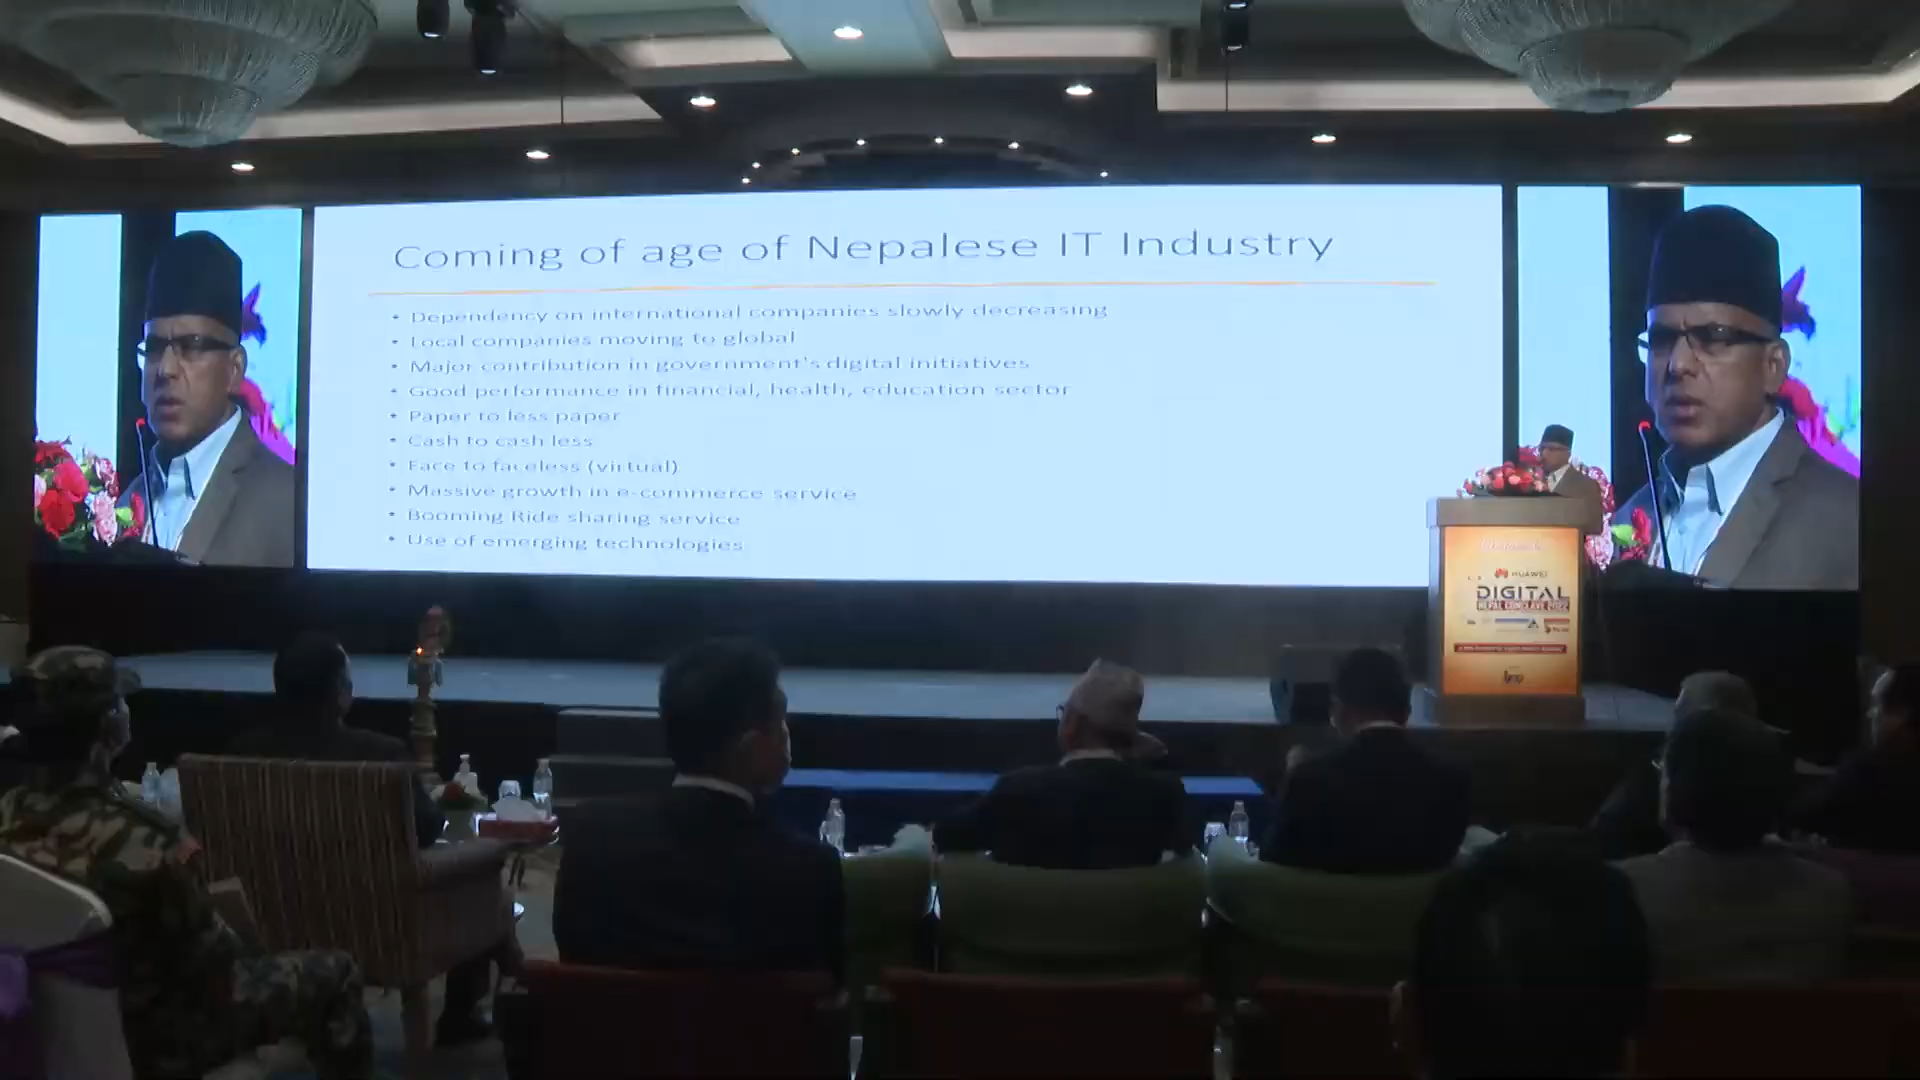 Coming of age of Nepalese IT Industry
• Dependency on international companies slowly decreasing
• Local companies moving to global
• Major contribution in government's digital initiatives
• Good performance in financial, health, education sector
• Paper to less paper
• Cash to cash less
• Face to faceless (virtual)
• Massive growth in e-commerce service
• Booming Ride sharing service
• Use of emerging technologies
HUAWEI
DIGITAL
NEPAL CONCLAVE 2022